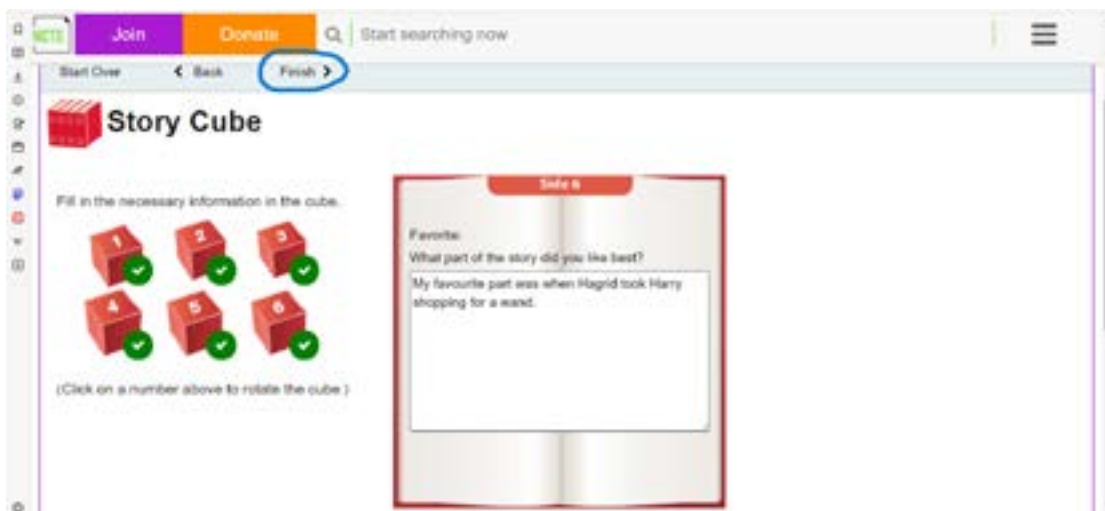 NCTE
Join
Donate
Start searching now
Start Over
Back
Finish
Story Cube
Fill in the necessary information in the cube.
1
2
3
4
5
6
(Click on a number above to rotate the cube.)
Side 6
Favorite:
What part of the story did you like best?
My favourite part was when Hagrid took Harry
shopping for a wand.